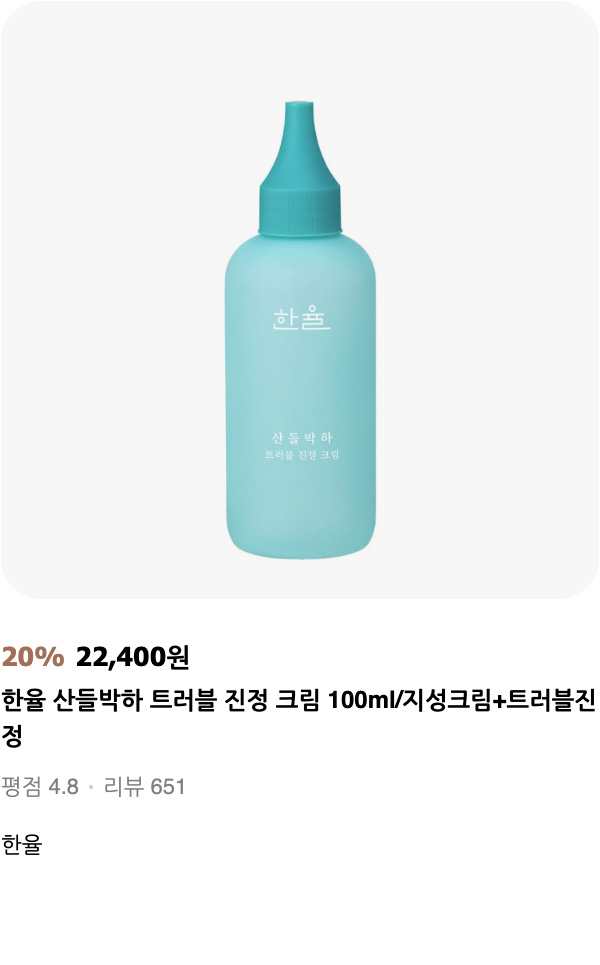 한율
산들박하
트러블 진정 크림
20% 22,400원
한율 산들박하 트러블 진정 크림 100ml/지성크림+트러블진
정
평점 4.8 • 리뷰 651
한율